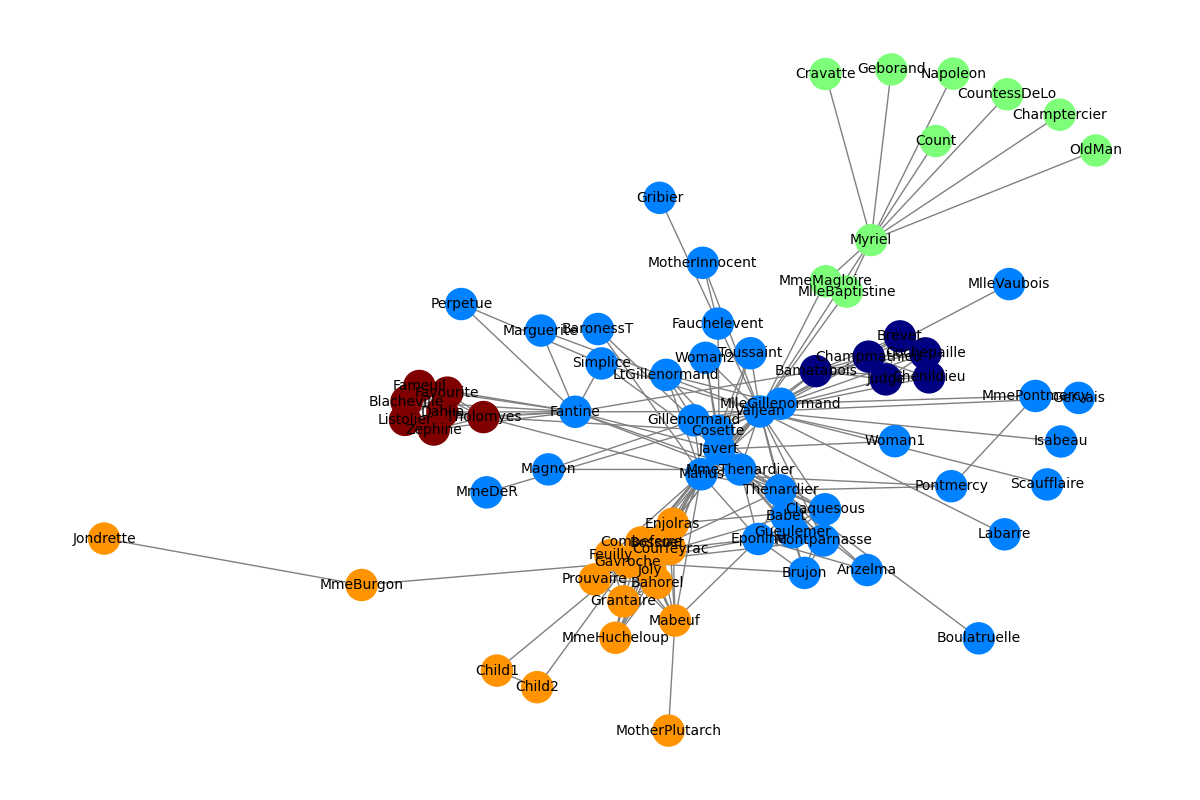 Cravatte
Geborand
Napoleon
CountessDeLo
Champtercier
Count
OldMan
Gribier
Myriel
MotherInnocent
MmeMagloire
MlleBaptistine
MlleVaubois
Perpetue
Marguerite
BaronessT
Fauchelevent
Brevet
Simplice
Woman2
Toussaint
Champmathieu
Cochepaille
LtGillenormand
Bamatabois
Judge
Chenildieu
Fameuil
Favourite
Blacheville
Dahlia
Listolier
Tholomyes
Zephine
Fantine
Gillenormand
MlleGillenormand
Valjean
MmePontmercy
Gervais
Cosette
Javert
Woman1
Isabeau
Magnon
Marius
MmeThenardier
MmeDeR
Thenardier
Pontmercy
Scaufflaire
Babet
Claquesous
Enjolras
Gueulemer
Labarre
Jondrette
Combeferre
Bossuet
Courfeyrac
Eponine
Montparnasse
Feuilly
Gavroche
Joly
Prouvaire
Bahorel
Brujon
Anzelma
MmeBurgon
Grantaire
Mabeuf
MmeHucheloup
Boulatruelle
Child1
Child2
MotherPlutarch